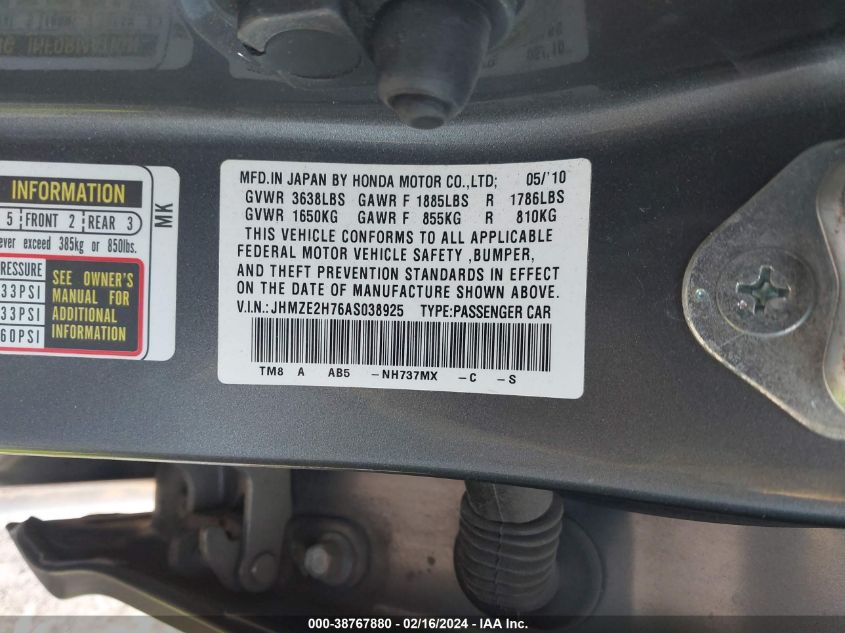 INFORMATION
5 FRONT 2 REAR 3
ever exceed 385kg or 850lbs.
RESSURE
33PSI
33PSI
60PSI
SEE OWNER'S
MANUAL FOR
ADDITIONAL
INFORMATION
MK
MFD.IN JAPAN BY HONDA MOTOR CO.,LTD; 05/'10
GVWR 3638LBS GAWR F 1885LBS R 1786LBS
GVWR 1650KG GAWR F 855KG R 810KG
THIS VEHICLE CONFORMS TO ALL APPLICABLE
FEDERAL MOTOR VEHICLE SAFETY ,BUMPER,
AND THEFT PREVENTION STANDARDS IN EFFECT
ON THE DATE OF MANUFACTURE SHOWN ABOVE.
V.I.N.: JHMZE2H76AS038925 TYPE:PASSENGER CAR
TM8 A AB5 -NH737MX -C -S
000-38767880 - 02/16/2024 - IAA Inc.